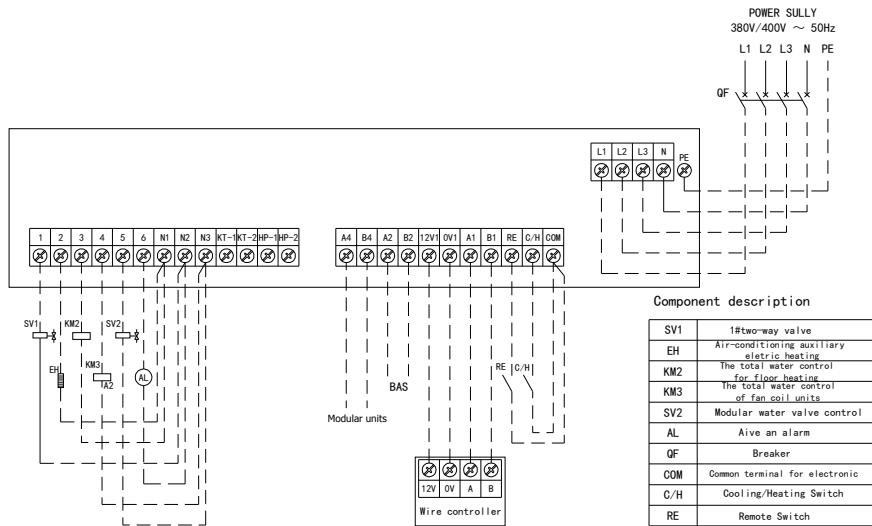 POWER SULLY
380V/400V ～ 50Hz
L1 L2 L3 N PE
QF
L1 L2 L3 N PE
1 2 3 4 5 6 N1 N2 N3 KT-1 KT-2 HP-1 HP-2
A4 B4 A2 B2 12V1 0V1 A1 B1 RE C/H COM
SV1 KM2 SV2
EH KM3 A2 AL
RE C/H
BAS
Modular units
12V 0V A B
Wire controller
Component description
SV1 1#two-way valve
EH Air-conditioning auxiliary
eletric heating
KM2 The total water control
for floor heating
KM3 The total water control
of fan coil units
SV2 Modular water valve control
AL Aive an alarm
QF Breaker
COM Common terminal for electronic
C/H Cooling/Heating Switch
RE Remote Switch